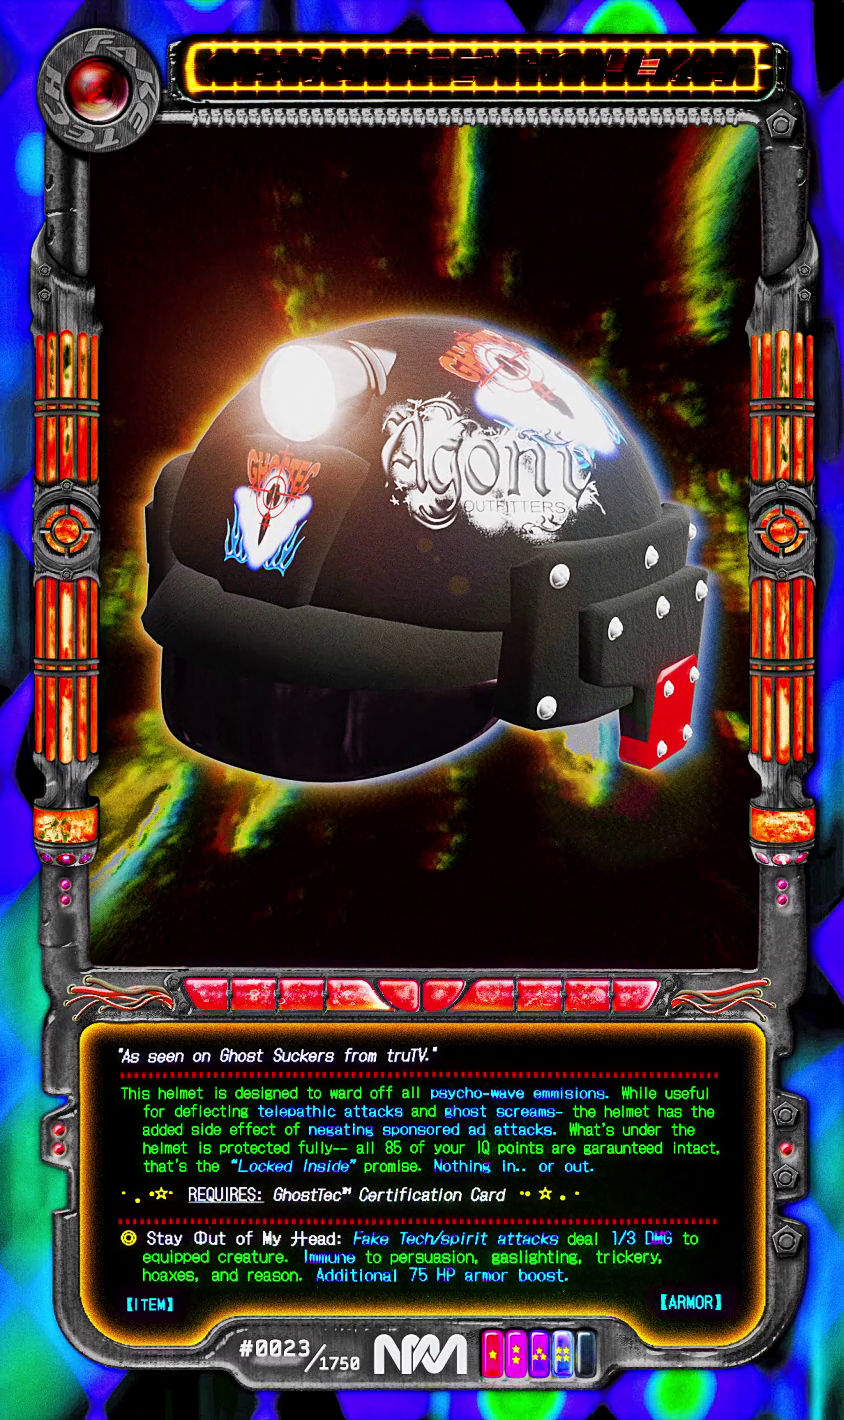 FAKE TECH
GHOSTEC
Agony
OUTFITTERS
GHOSTEC
"As seen on Ghost Suckers from truTV."
This helmet is designed to ward off all psycho-wave emmisions. While useful
for deflecting telepathic attacks and ghost screams- the helmet has the
added side effect of negating sponsored ad attacks. What's under the
helmet is protected fully-- all 85 of your IQ points are garaunteed intact,
that's the "Locked Inside" promise. Nothing in.. or out.
REQUIRES: GhostTec™ Certification Card
Stay Out of My Head: Fake Tech/spirit attacks deal 1/3 DMG to
equipped creature. Immune to persuasion, gaslighting, trickery,
hoaxes, and reason. Additional 75 HP armor boost.
【ITEM】 【ARMOR】
#0023/1750